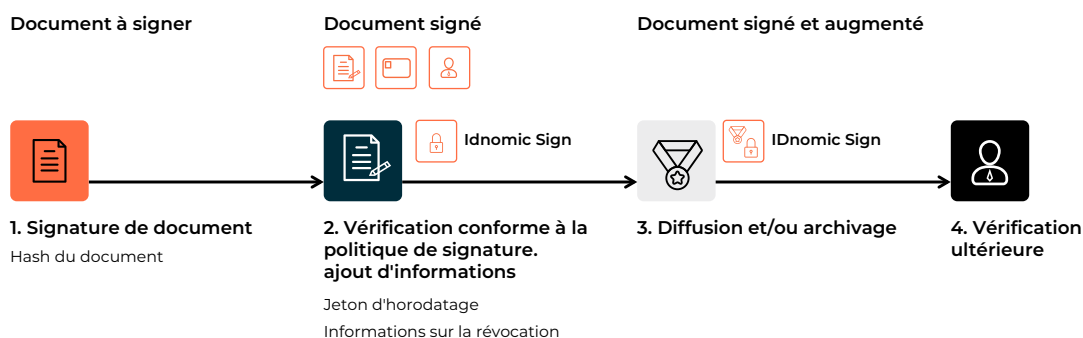 Document à signer
Document signé
Document signé et augmenté
Idnomic Sign
IDnomic Sign
1. Signature de document
Hash du document
2. Vérification conforme à la
politique de signature.
ajout d'informations
Jeton d'horodatage
Informations sur la révocation
3. Diffusion et/ou archivage
4. Vérification
ultérieure